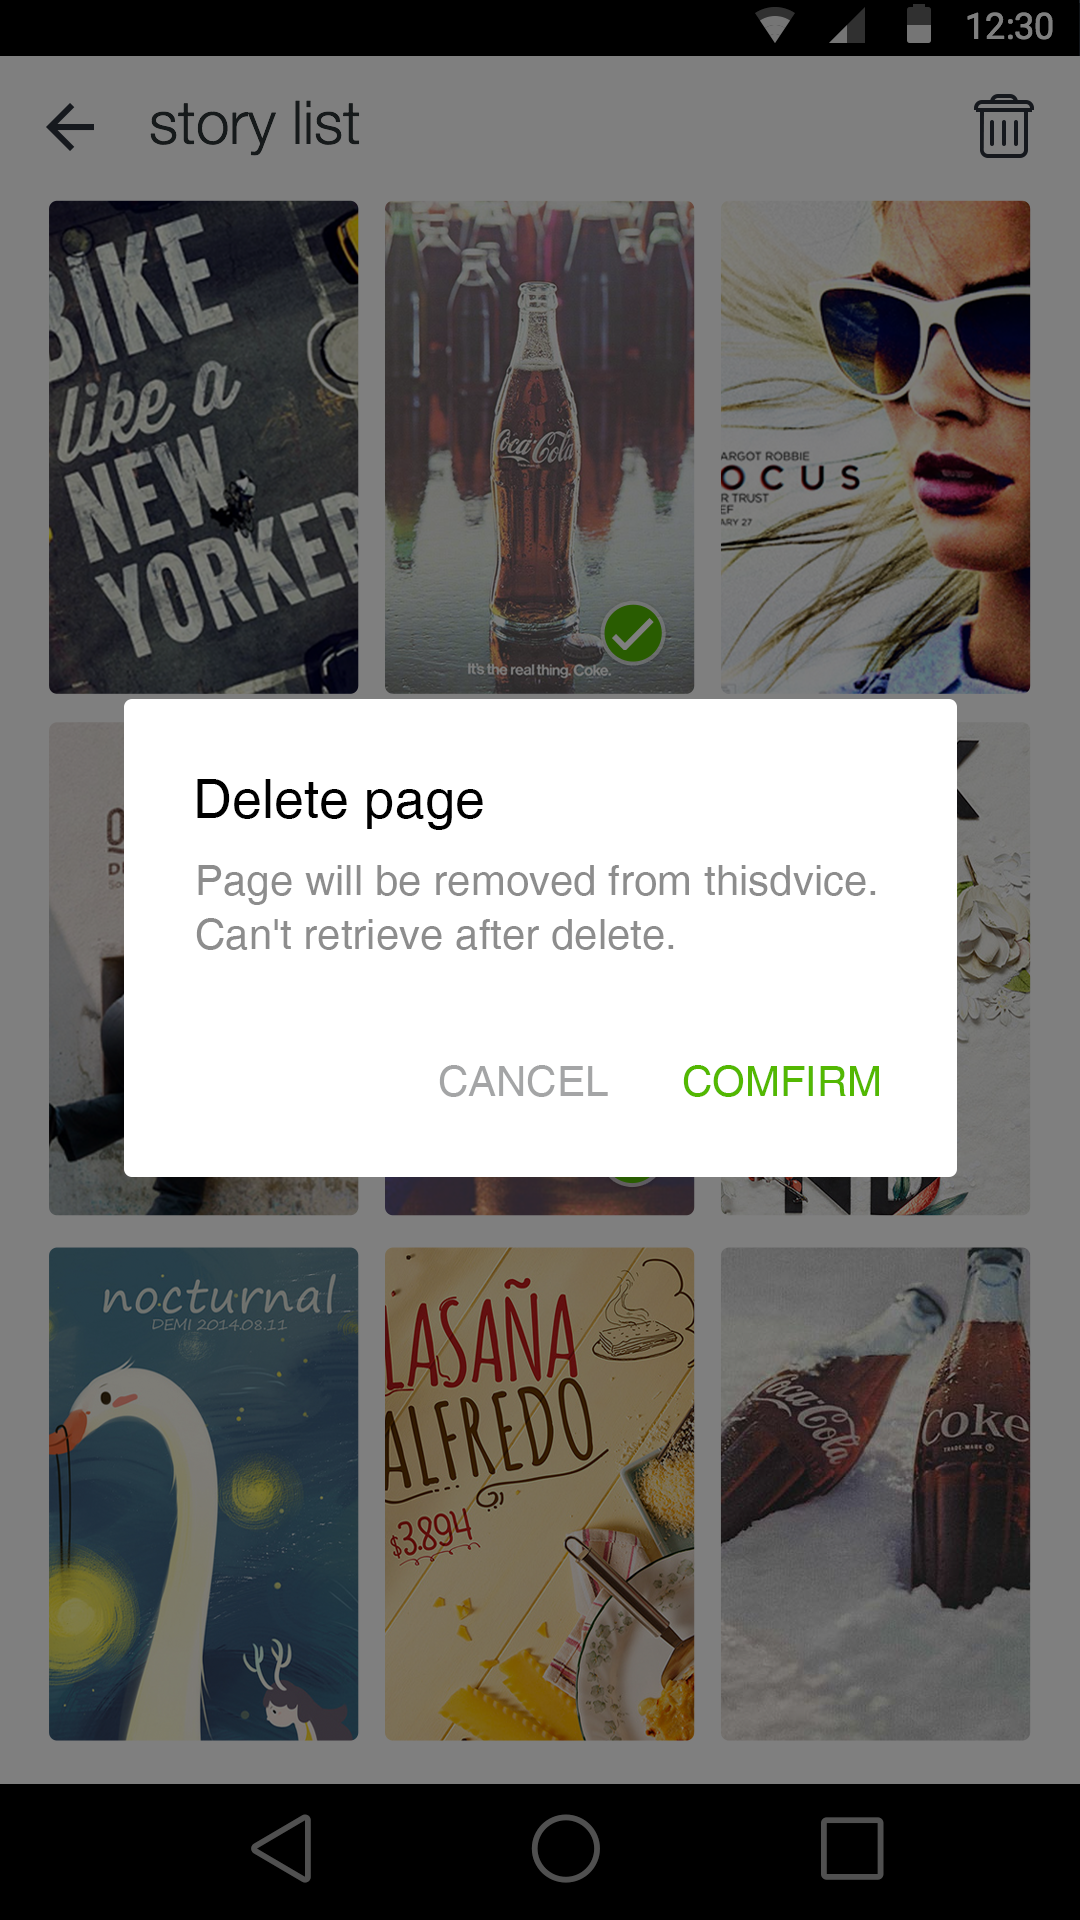 12:30
story list
BIKE
like a
NEW
YORKER
Coca-Cola
It's the real thing. Coke.
ARGOT ROBBIE
OCUS
R TRUST
EF
ARY 27
Delete page
Page will be removed from thisdvice.
Can't retrieve after delete.
CANCEL
COMFIRM
nocturnal
DEMI 2014.08.11
LASAÑA
ALFREDO
$3.894
Coca-Cola
Coke
TRADE-MARK ®